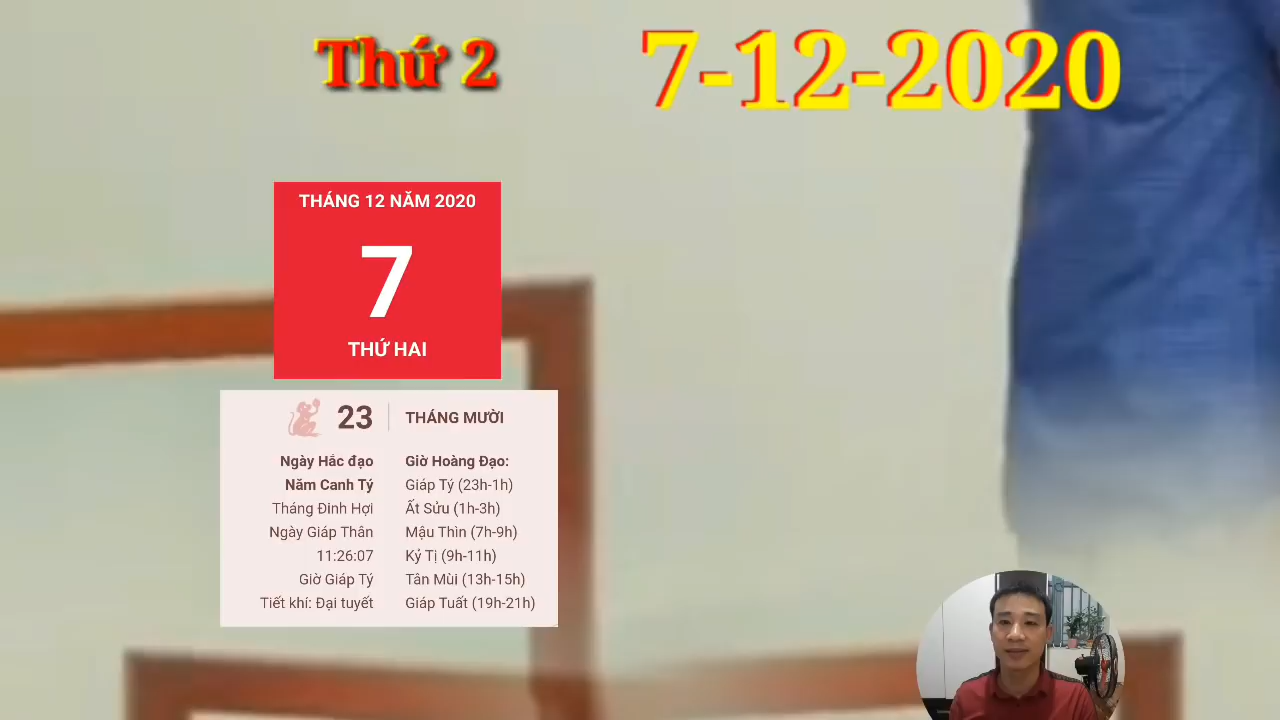 Thứ 2
7-12-2020
THÁNG 12 NĂM 2020
7
THỨ HAI
23
THÁNG MƯỜI
Ngày Hắc đạo
Năm Canh Tý
Tháng Đinh Hợi
Ngày Giáp Thân
11:26:07
Giờ Giáp Tý
Tiết khí: Đại tuyết
Giờ Hoàng Đạo:
Giáp Tý (23h-1h)
Ất Sửu (1h-3h)
Mậu Thìn (7h-9h)
Kỷ Tị (9h-11h)
Tân Mùi (13h-15h)
Giáp Tuất (19h-21h)